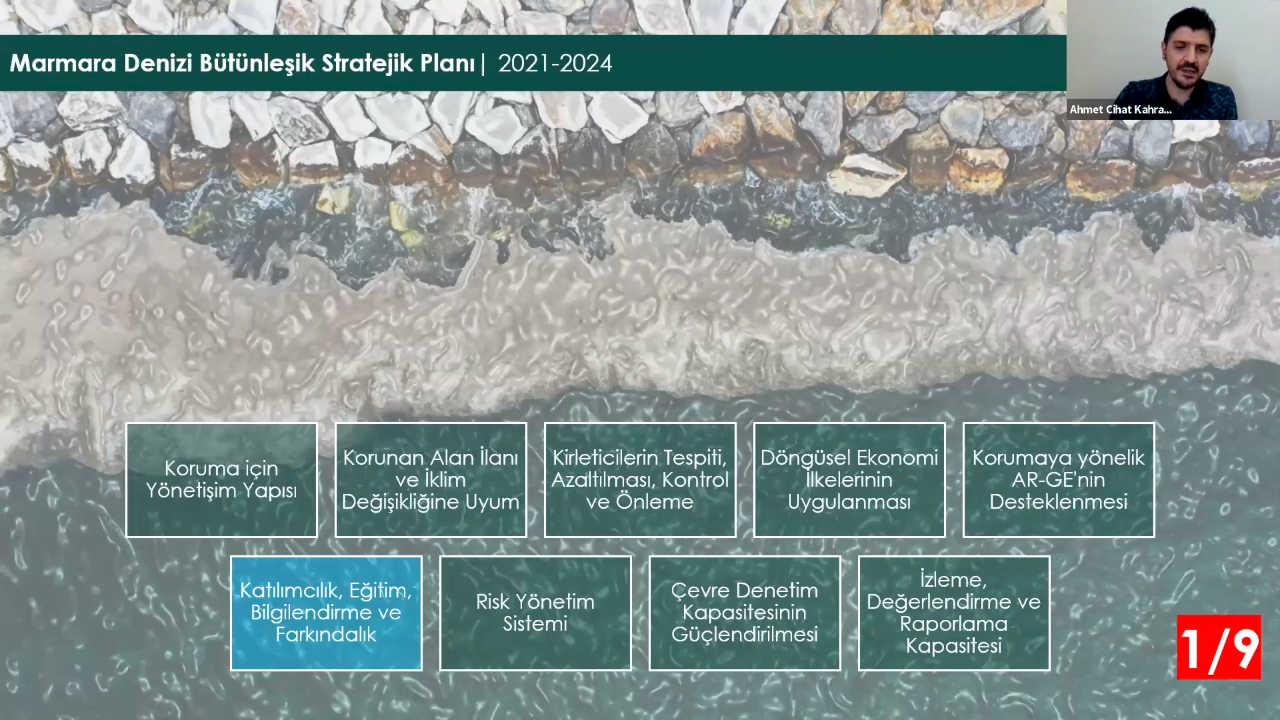 Marmara Denizi Bütünleşik Stratejik Planı| 2021-2024
Ahmet Cihat Kahra...
Koruma için
Yönetişim Yapısı
Korunan Alan İlanı
ve İklim
Değişikliğine Uyum
Kirleticilerin Tespiti,
Azaltılması, Kontrol
ve Önleme
Döngüsel Ekonomi
İlkelerinin
Uygulanması
Korumaya yönelik
AR-GE'nin
Desteklenmesi
Katılımcılık, Eğitim,
Bilgilendirme ve
Farkındalık
Risk Yönetim
Sistemi
Çevre Denetim
Kapasitesinin
Güçlendirilmesi
İzleme,
Değerlendirme ve
Raporlama
Kapasitesi
1/9